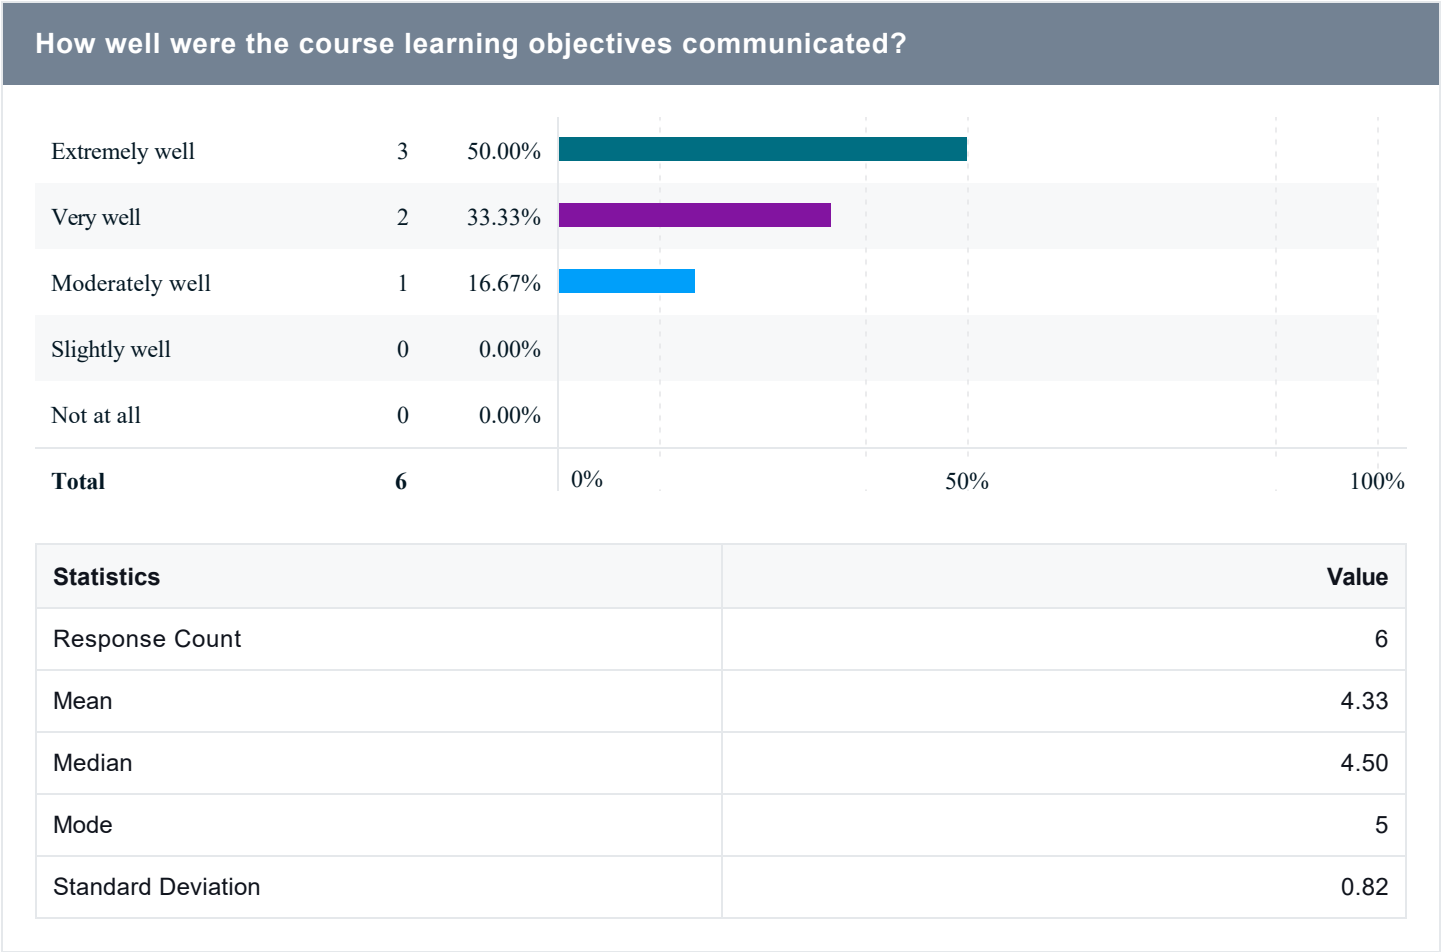 How well were the course learning objectives communicated?
Extremely well 3 50.00%
Very well 2 33.33%
Moderately well 1 16.67%
Slightly well 0 0.00%
Not at all 0 0.00%
Total 6 0% 50% 100%
Statistics Value
Response Count 6
Mean 4.33
Median 4.50
Mode 5
Standard Deviation 0.82